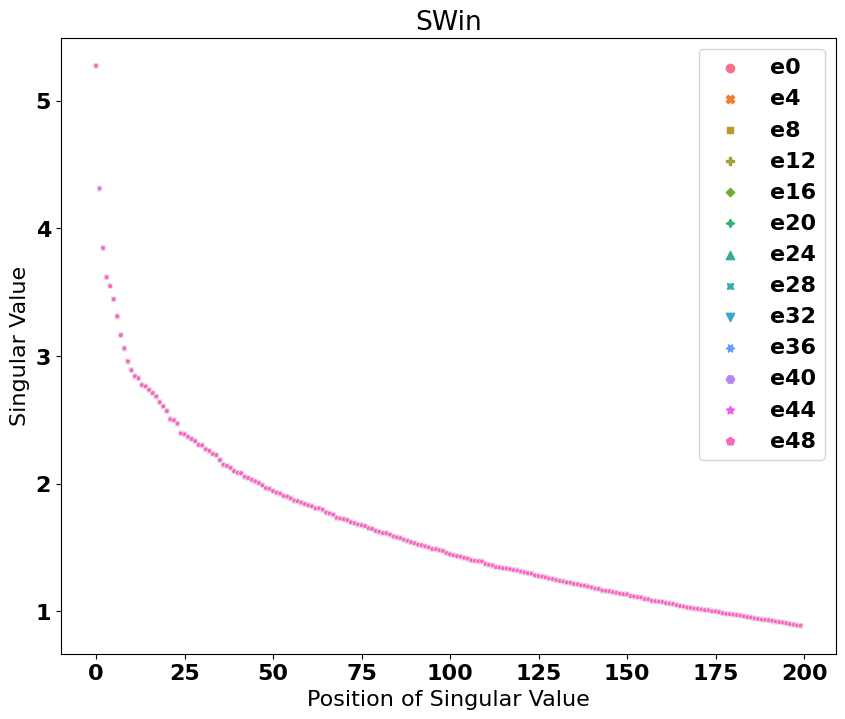 SWin
5
4
3
2
1
Singular Value
0 25 50 75 100 125 150 175 200
Position of Singular Value
e0
e4
e8
e12
e16
e20
e24
e28
e32
e36
e40
e44
e48